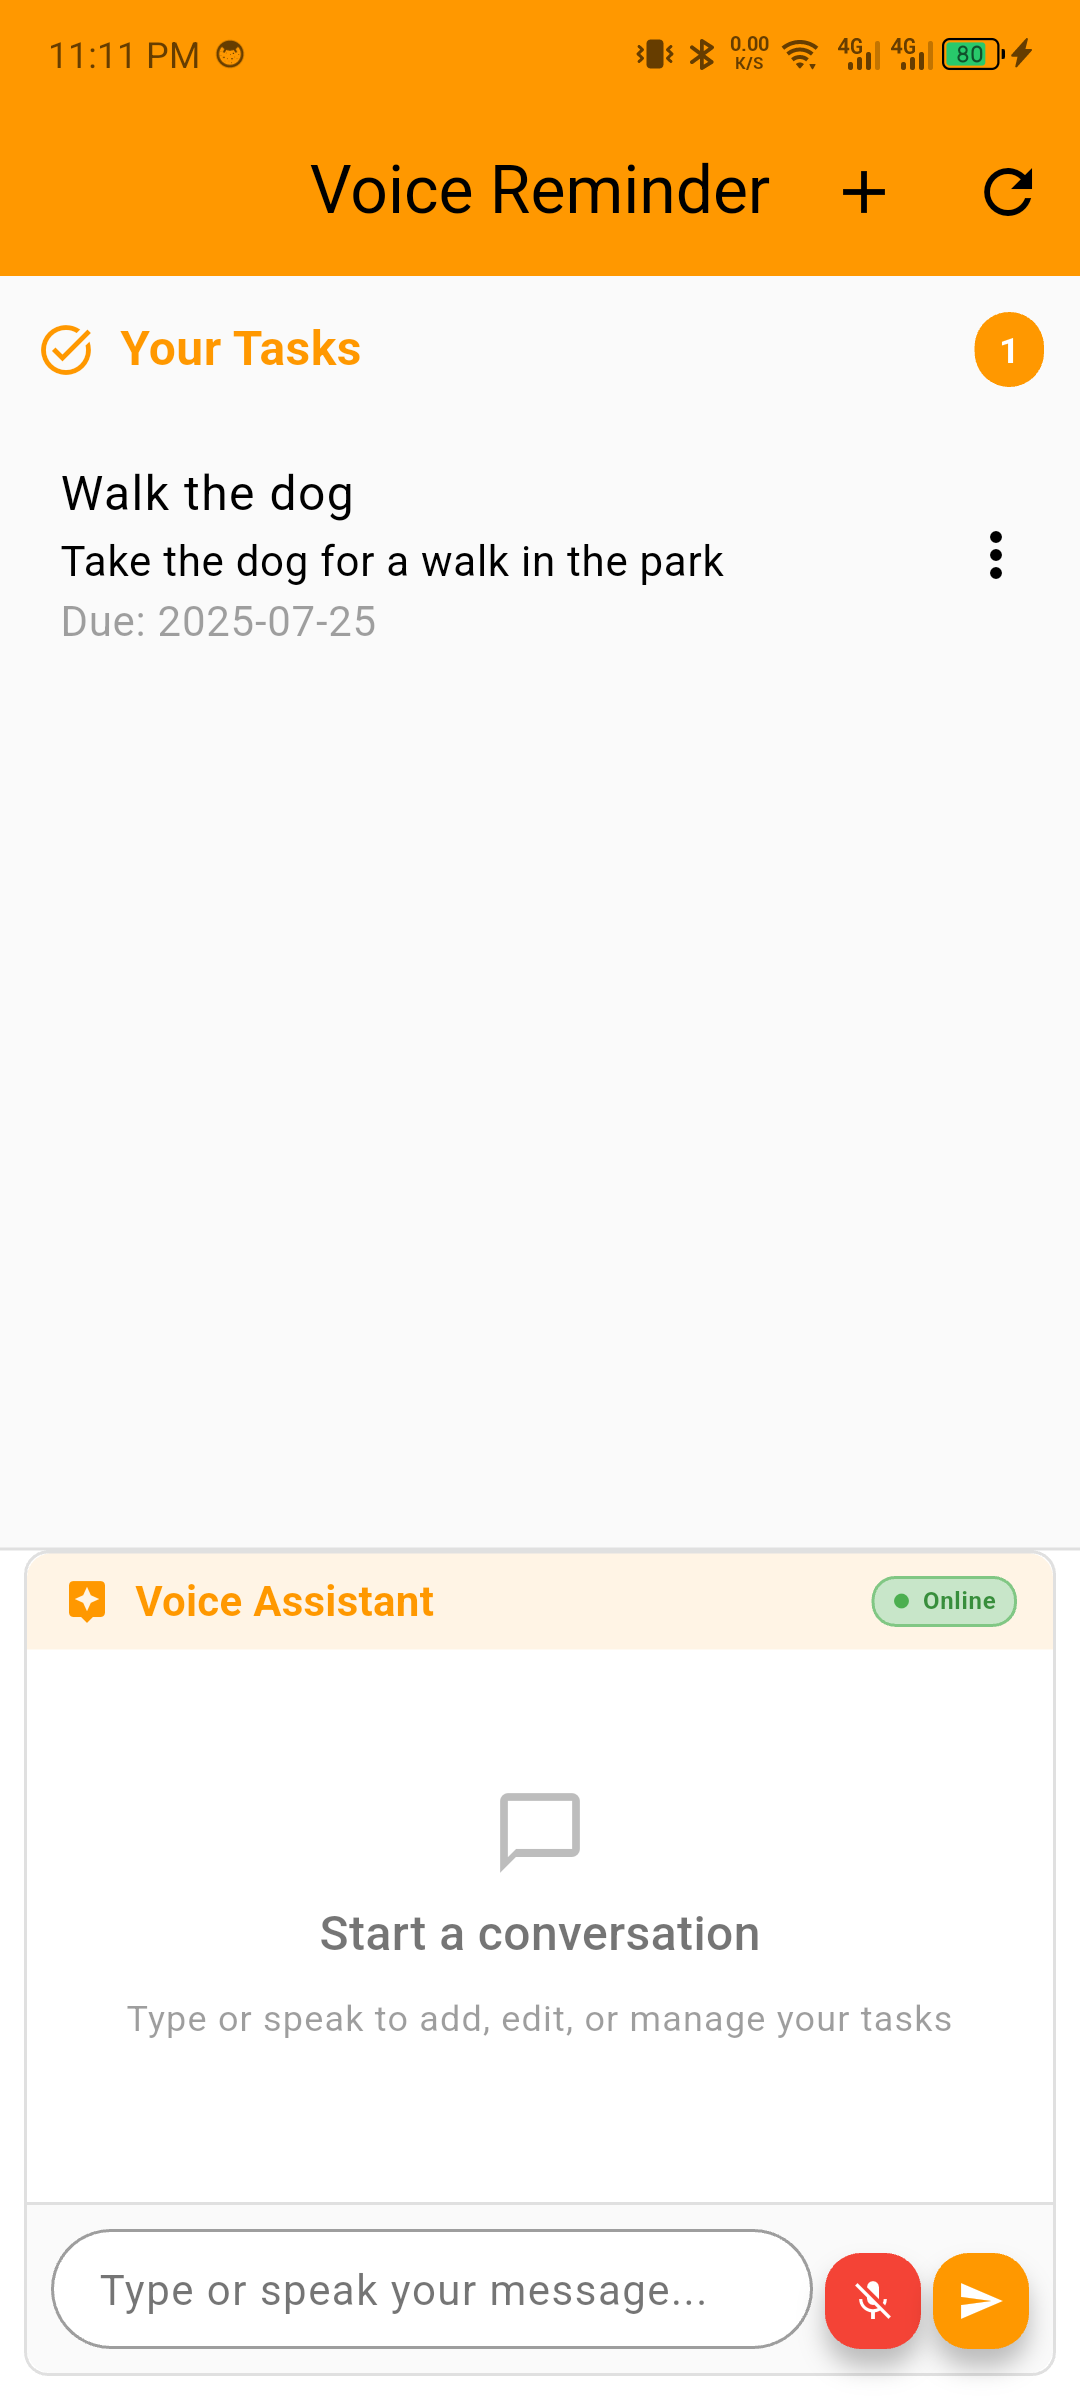 11:11 PM
0.00
K/S
4G
4G
80
Voice Reminder
Your Tasks
1
Walk the dog
Take the dog for a walk in the park
Due: 2025-07-25
Voice Assistant
Online
Start a conversation
Type or speak to add, edit, or manage your tasks
Type or speak your message...